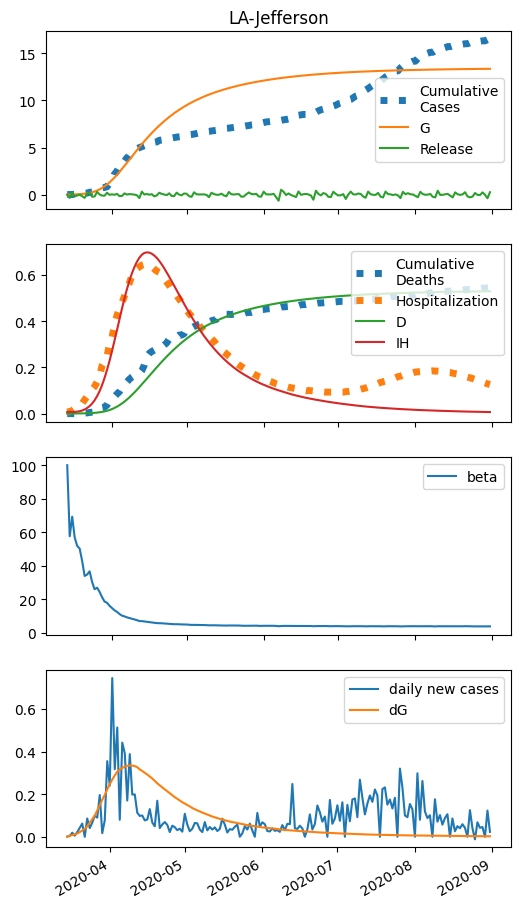 LA-Jefferson
15
10
5
0
Cumulative
Cases
G
Release
0.6
0.4
0.2
0.0
Cumulative
Deaths
Hospitalization
D
IH
100
80
60
40
20
0
beta
0.6
0.4
0.2
0.0
daily new cases
dG
2020-04
2020-05
2020-06
2020-07
2020-08
2020-09